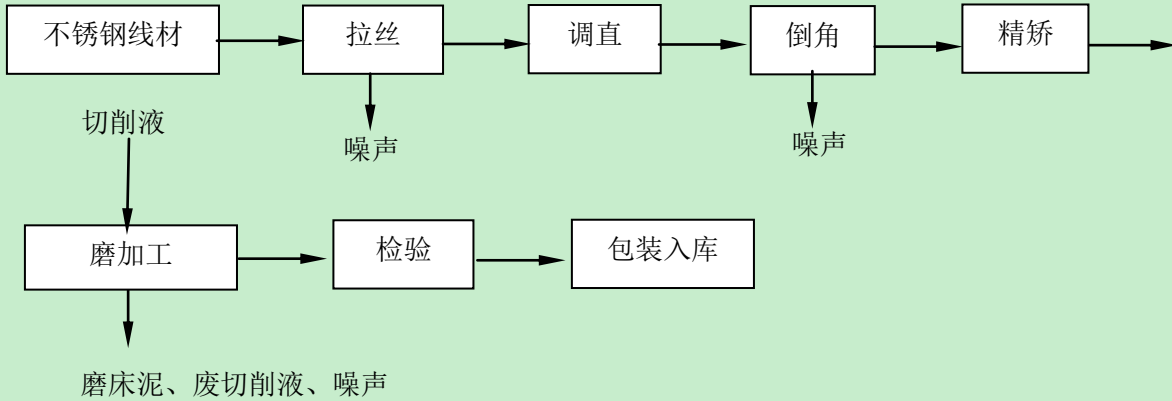 不锈钢线材
拉丝
调直
倒角
精矫
切削液
噪声
噪声
磨加工
检验
包装入库
磨床泥、废切削液、噪声